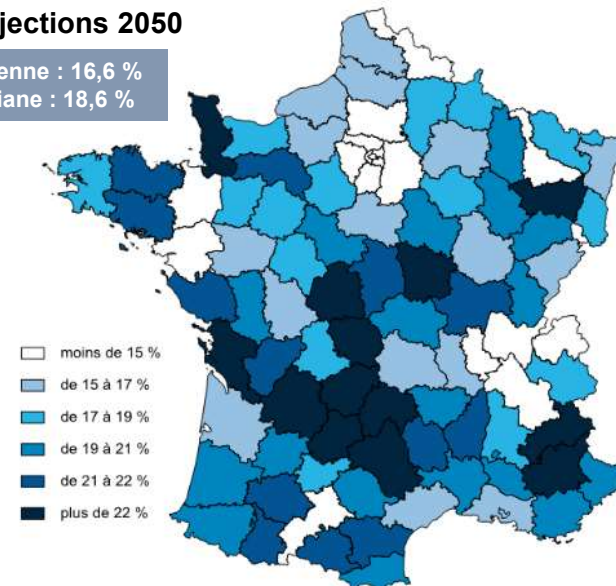 jections 2050
enne : 16,6 %
iane : 18,6 %
moins de 15 %
de 15 à 17 %
de 17 à 19 %
de 19 à 21 %
de 21 à 22 %
plus de 22 %